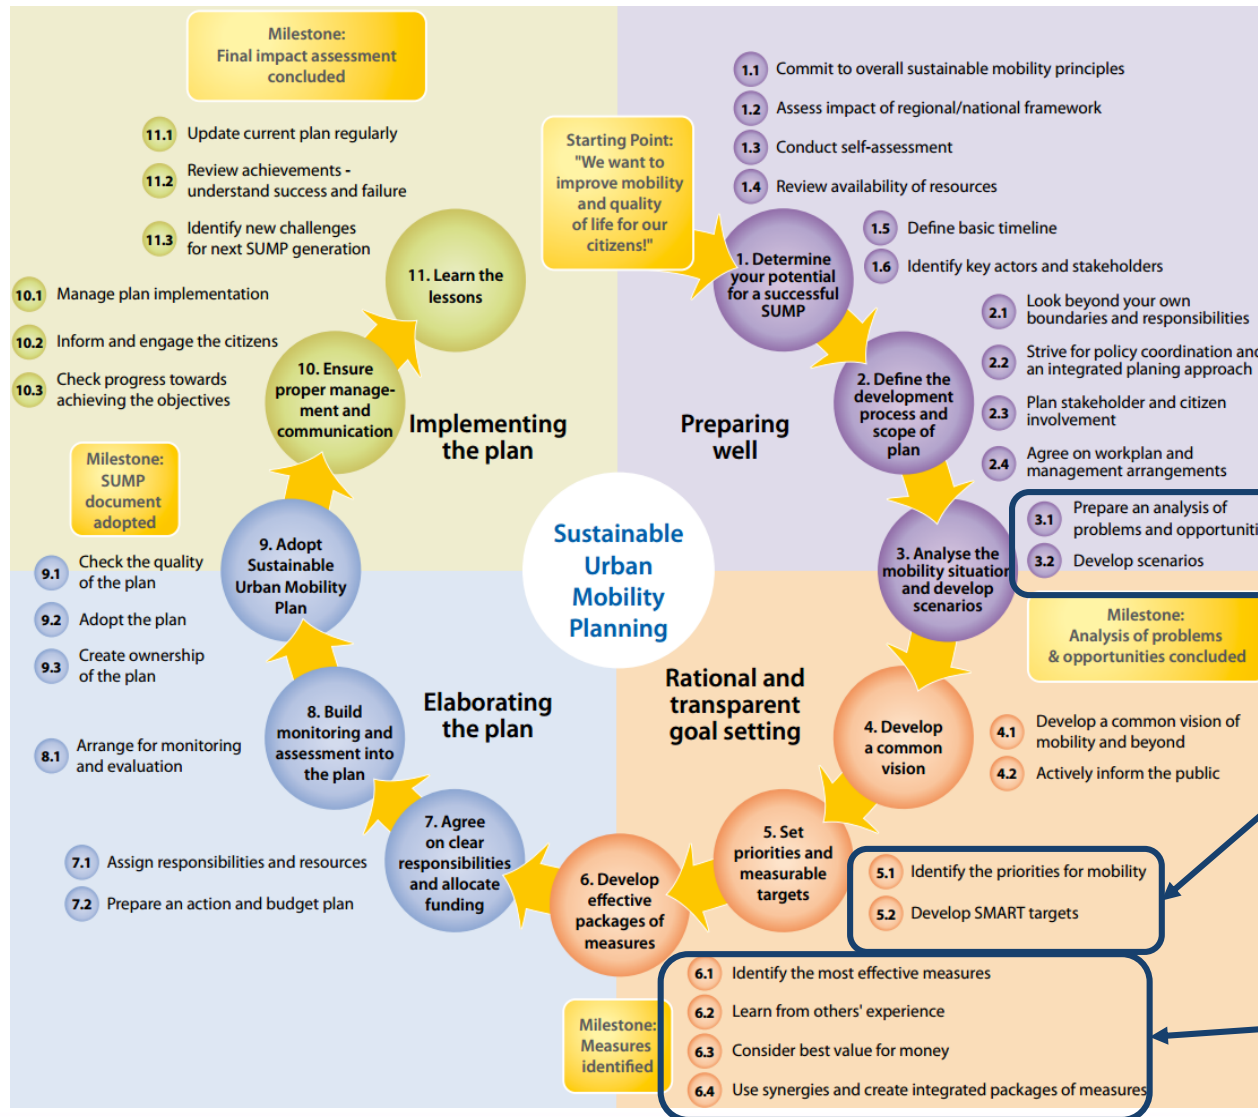 Milestone:
Final impact assessment
concluded
11.1 Update current plan regularly
11.2 Review achievements -
understand success and failure
11.3 Identify new challenges
for next SUMP generation
11. Learn the
lessons
10.1 Manage plan implementation
10.2 Inform and engage the citizens
10.3 Check progress towards
achieving the objectives
10. Ensure
proper manage-
ment and
communication
Implementing
the plan
Starting Point:
"We want to
improve mobility
and quality
of life for our
citizens!"
1.1 Commit to overall sustainable mobility principles
1.2 Assess impact of regional/national framework
1.3 Conduct self-assessment
1.4 Review availability of resources
1.5 Define basic timeline
1.6 Identify key actors and stakeholders
1. Determine
your potential
for a successful
SUMP
2.1 Look beyond your own
boundaries and responsibilities
2.2 Strive for policy coordination and
an integrated planing approach
2.3 Plan stakeholder and citizen
involvement
2.4 Agree on workplan and
management arrangements
2. Define the
development
process and
scope of
plan
Preparing
well
3.1 Prepare an analysis of
problems and opportuniti
3.2 Develop scenarios
3. Analyse the
mobility situation
and develop
scenarios
Milestone:
Analysis of problems
& opportunities concluded
Sustainable
Urban
Mobility
Planning
Milestone:
SUMP
document
adopted
9.1 Check the quality
of the plan
9.2 Adopt the plan
9.3 Create ownership
of the plan
9. Adopt
Sustainable
Urban Mobility
Plan
8. Build
monitoring and
assessment into
the plan
8.1 Arrange for monitoring
and evaluation
Elaborating
the plan
7. Agree
on clear
responsibilities
and allocate
funding
7.1 Assign responsibilities and resources
7.2 Prepare an action and budget plan
Rational and
transparent
goal setting
4. Develop
a common
vision
4.1 Develop a common vision of
mobility and beyond
4.2 Actively inform the public
5. Set
priorities and
measurable
targets
5.1 Identify the priorities for mobility
5.2 Develop SMART targets
6. Develop
effective
packages of
measures
6.1 Identify the most effective measures
6.2 Learn from others' experience
6.3 Consider best value for money
6.4 Use synergies and create integrated packages of measures
Milestone:
Measures
identified